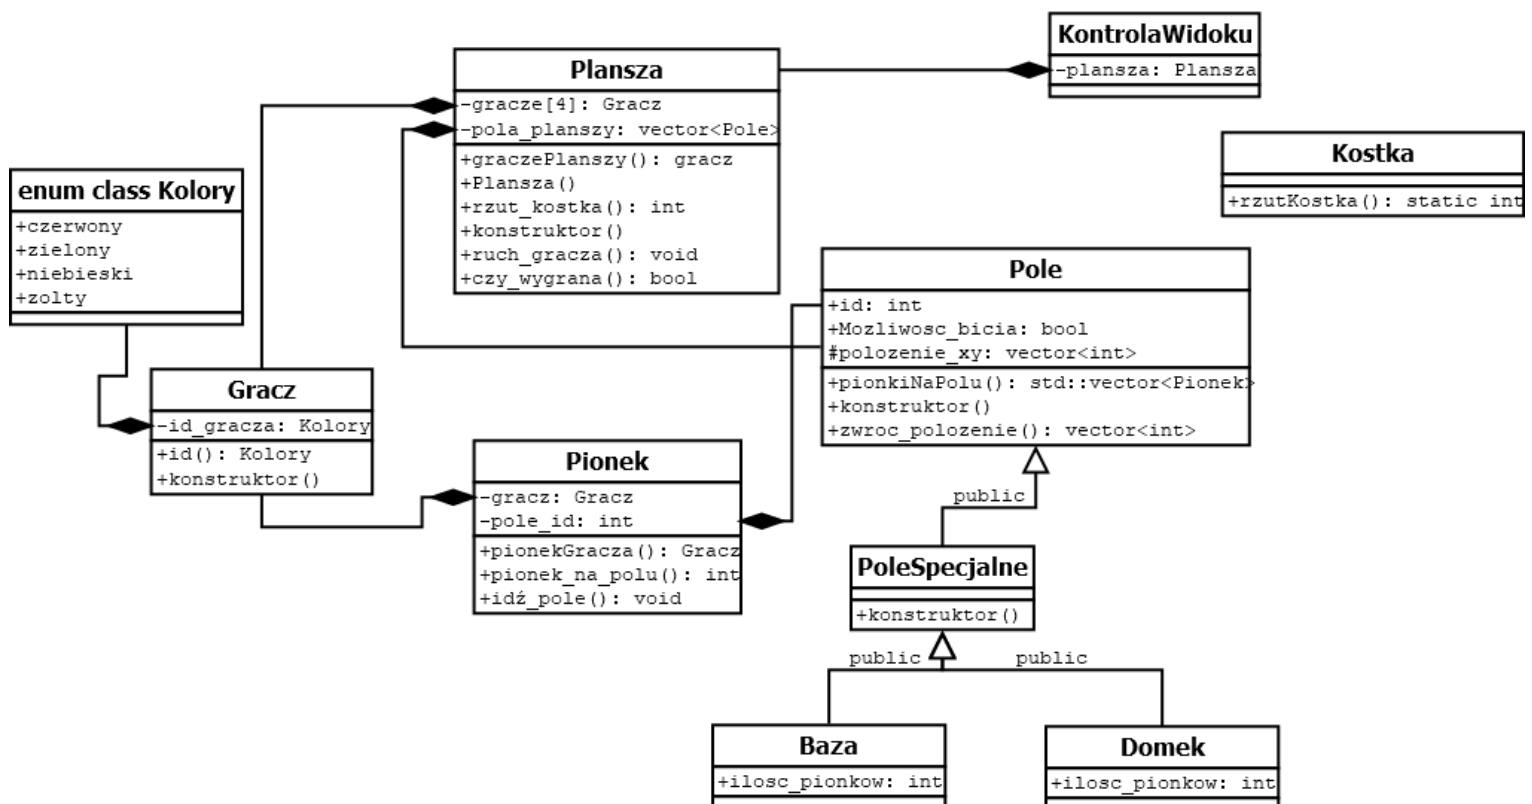 KontrolaWidoku
-plansza: Plansza
Plansza
-gracze[4]: Gracz
-pola_planszy: vector<Pole>
+graczePlanszy(): gracz
+Plansza()
+rzut_kostka(): int
+konstruktor()
+ruch_gracza(): void
+czy_wygrana(): bool
Kostka
+rzutKostka(): static int
enum class Kolory
+czerwony
+zielony
+niebieski
+zolty
Pole
+id: int
+Mozliwosc_bicia: bool
#polozenie_xy: vector<int>
+pionkiNaPolu(): std::vector<Pionek>
+konstruktor()
+zwroc_polozenie(): vector<int>
Gracz
-id_gracza: Kolory
+id(): Kolory
+konstruktor()
Pionek
-gracz: Gracz
-pole_id: int
+pionekGracza(): Gracz
+pionek_na_polu(): int
+idź_pole(): void
public
PoleSpecjalne
+konstruktor()
public
public
Baza
+ilosc_pionkow: int
Domek
+ilosc_pionkow: int